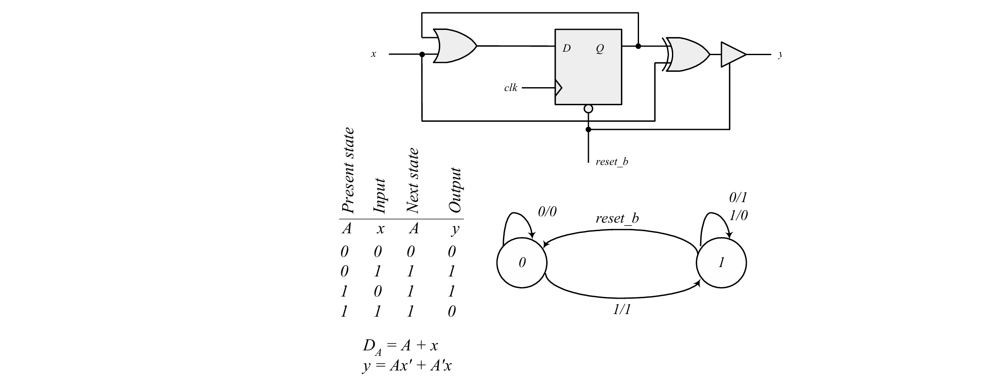 x
D Q
clk
y
reset_b
Present state
Input
Next state
Output
A x A y
0 0 0 0
0 1 1 1
1 0 1 1
1 1 1 0
D_A = A + x
y = Ax′ + A′x
0/0
reset_b
0/1
1/0
0
1
1/1